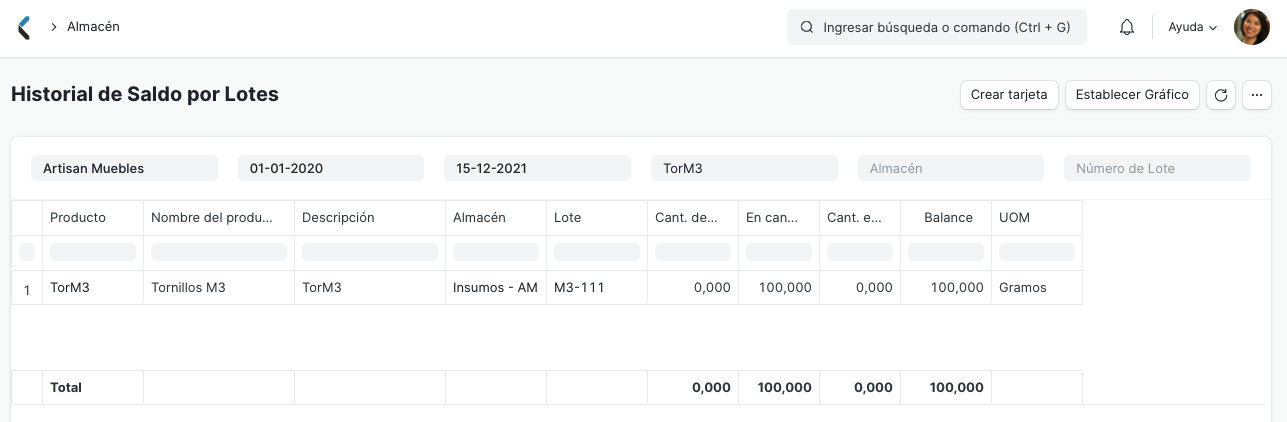 Almacén
Ingresar búsqueda o comando (Ctrl + G)
Ayuda
Historial de Saldo por Lotes
Crear tarjeta
Establecer Gráfico
Artisan Muebles 01-01-2020 15-12-2021 TorM3 Almacén Número de Lote
Producto Nombre del produ... Descripción Almacén Lote Cant. de... En can... Cant. e... Balance UOM
1 TorM3 Tornillos M3 TorM3 Insumos - AM M3-111 0,000 100,000 0,000 100,000 Gramos
Total 0,000 100,000 0,000 100,000